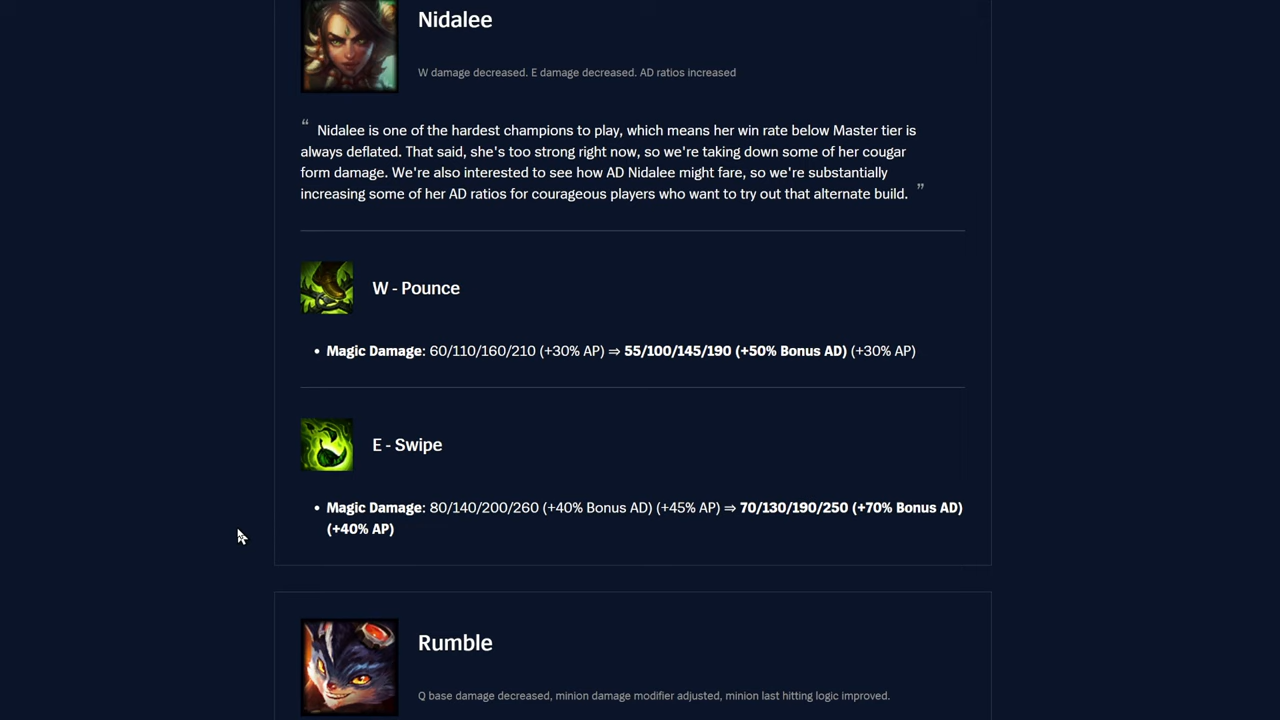 Nidalee
W damage decreased. E damage decreased. AD ratios increased
“ Nidalee is one of the hardest champions to play, which means her win rate below Master tier is
always deflated. That said, she's too strong right now, so we're taking down some of her cougar
form damage. We're also interested to see how AD Nidalee might fare, so we're substantially
increasing some of her AD ratios for courageous players who want to try out that alternate build. ”
W - Pounce
• Magic Damage: 60/110/160/210 (+30% AP) ⇒ 55/100/145/190 (+50% Bonus AD) (+30% AP)
E - Swipe
• Magic Damage: 80/140/200/260 (+40% Bonus AD) (+45% AP) ⇒ 70/130/190/250 (+70% Bonus AD)
(+40% AP)
Rumble
Q base damage decreased, minion damage modifier adjusted, minion last hitting logic improved.